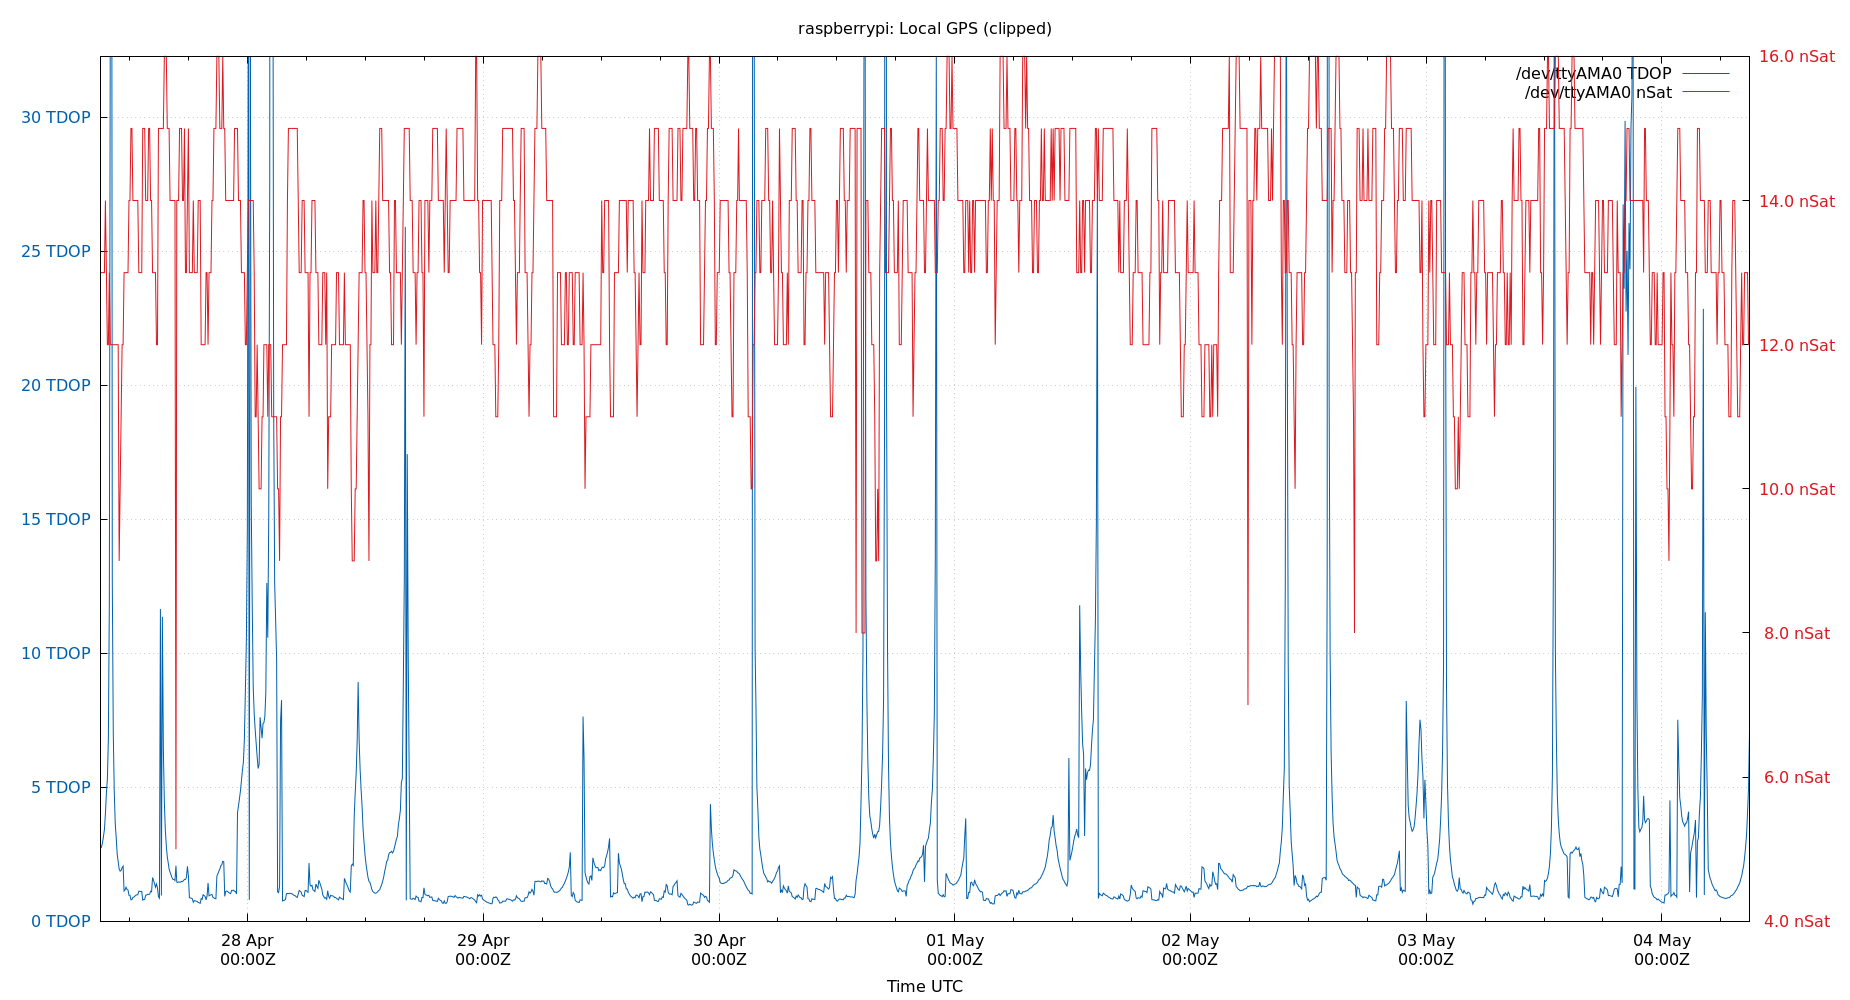 raspberrypi: Local GPS (clipped)
/dev/ttyAMA0 TDOP
/dev/ttyAMA0 nSat
30 TDOP
25 TDOP
20 TDOP
15 TDOP
10 TDOP
5 TDOP
0 TDOP
16.0 nSat
14.0 nSat
12.0 nSat
10.0 nSat
8.0 nSat
6.0 nSat
4.0 nSat
28 Apr 29 Apr 30 Apr 01 May 02 May 03 May 04 May
00:00Z 00:00Z 00:00Z 00:00Z 00:00Z 00:00Z 00:00Z
Time UTC